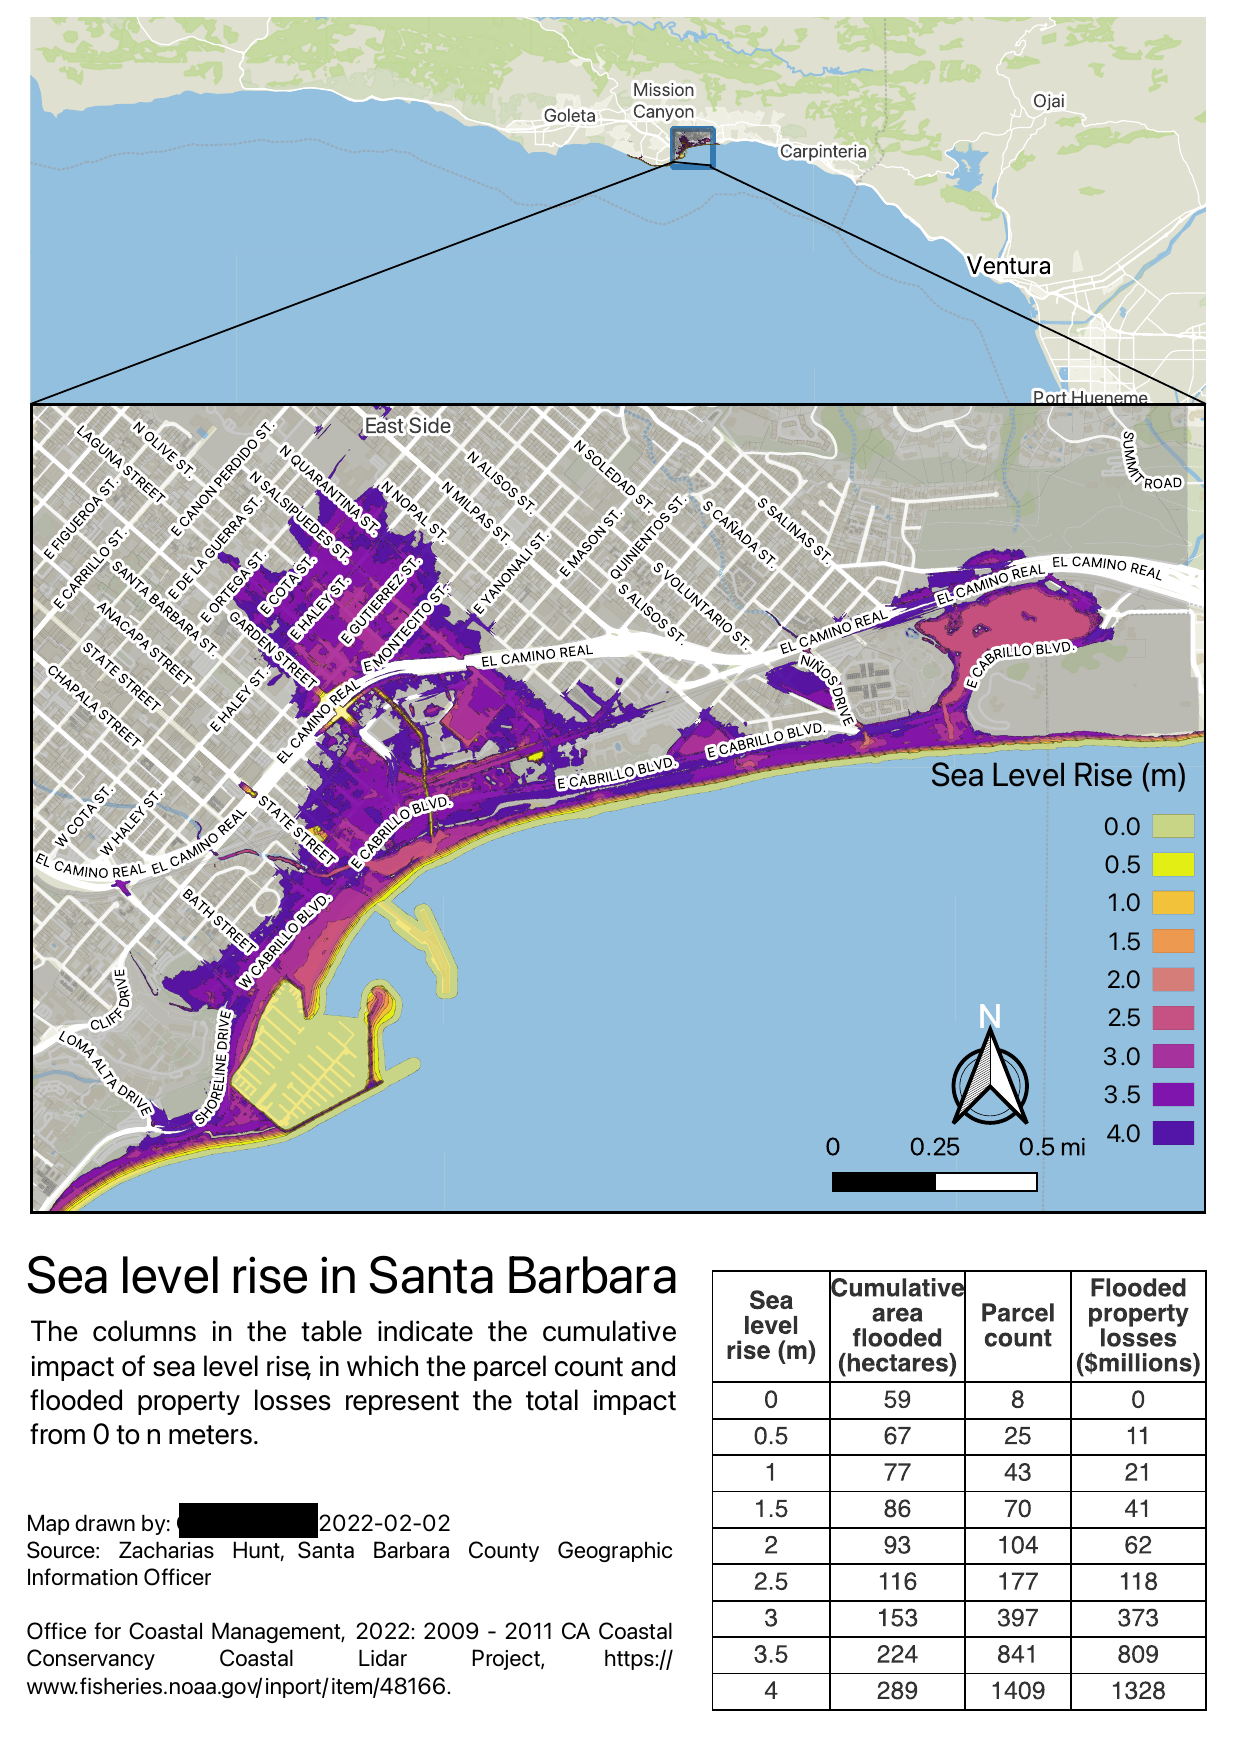 Mission
Canyon
Goleta
Ojai
Carpinteria
Ventura
Port Hueneme
East Side
LAGUNA STREET
N OLIVE ST.
E CANON PERDIDO ST.
N QUARANTINA ST.
N ALISOS ST.
N SOLEDAD ST.
SUMMIT ROAD
E FIGUEROA ST.
N SALSIPUEDES ST.
N NOPAL ST.
N MILPAS ST.
QUINIENTOS ST.
S CAÑADA ST.
S SALINAS ST.
E CARRILLO ST.
E DE LA GUERRA ST.
E MASON ST.
SANTA BARBARA ST.
E ORTEGA ST.
E COTA ST.
E HALEY ST.
E GUTIERREZ ST.
E YANONALI ST.
S VOLUNTARIO ST.
EL CAMINO REAL
EL CAMINO REAL
ANACAPA STREET
GARDEN STREET
E MONTECITO ST.
S ALISOS ST.
EL CAMINO REAL
STATE STREET
EL CAMINO REAL
E CABRILLO BLVD.
CHAPALA STREET
E HALEY ST.
EL CAMINO REAL
NIÑOS DRIVE
E CABRILLO BLVD.
E CABRILLO BLVD.
W COTA ST.
W HALEY ST.
STATE STREET
E CABRILLO BLVD.
EL CAMINO REAL
EL CAMINO REAL
BATH STREET
W CABRILLO BLVD.
CLIFF DRIVE
LOMA ALTA DRIVE
SHORELINE DRIVE
Sea Level Rise (m)
0.0
0.5
1.0
1.5
2.0
2.5
3.0
3.5
4.0
N
0 0.25 0.5 mi
Sea level rise in Santa Barbara
The columns in the table indicate the cumulative
impact of sea level rise, in which the parcel count and
flooded property losses represent the total impact
from 0 to n meters.
Map drawn by: 2022-02-02
Source: Zacharias Hunt, Santa Barbara County Geographic
Information Officer
Office for Coastal Management, 2022: 2009 - 2011 CA Coastal
Conservancy Coastal Lidar Project, https://
www.fisheries.noaa.gov/inport/item/48166.
Sea level rise (m) Cumulative area flooded (hectares) Parcel count Flooded property losses ($millions)
0 59 8 0
0.5 67 25 11
1 77 43 21
1.5 86 70 41
2 93 104 62
2.5 116 177 118
3 153 397 373
3.5 224 841 809
4 289 1409 1328